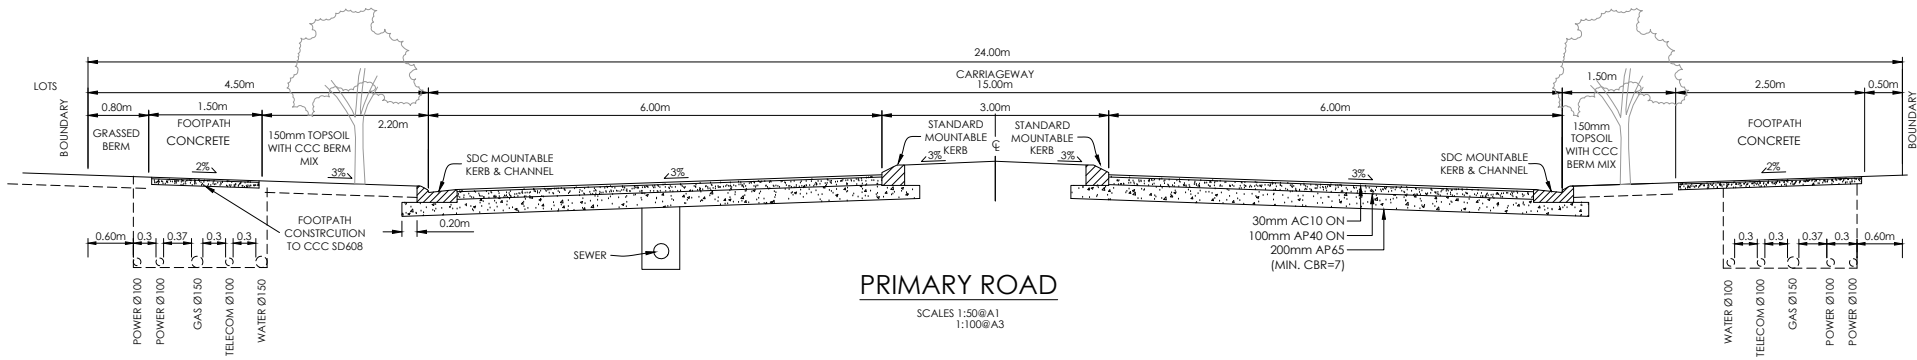 24.00m
CARRIAGEWAY
15.00m
4.50m
1.50m
2.50m
0.50m
LOTS
BOUNDARY
0.80m
1.50m
2.20m
6.00m
3.00m
6.00m
GRASSED
BERM
FOOTPATH
CONCRETE
150mm TOPSOIL
WITH CCC BERM
MIX
2%
3%
SDC MOUNTABLE
KERB & CHANNEL
3%
STANDARD
MOUNTABLE
KERB
3%
℄
STANDARD
MOUNTABLE
KERB
3%
3%
SDC MOUNTABLE
KERB & CHANNEL
150mm
TOPSOIL
WITH CCC
BERM MIX
FOOTPATH
CONCRETE
2%
BOUNDARY
FOOTPATH
CONSTRCUTION
TO CCC SD608
0.20m
SEWER
30mm AC10 ON
100mm AP40 ON
200mm AP65
(MIN. CBR=7)
0.60m
0.3
0.37
0.3
0.3
POWER Ø100
POWER Ø100
GAS Ø150
TELECOM Ø100
WATER Ø150
0.3
0.3
0.37
0.3
0.60m
WATER Ø100
TELECOM Ø100
GAS Ø150
POWER Ø100
POWER Ø100
PRIMARY ROAD
SCALES 1:50@A1
1:100@A3